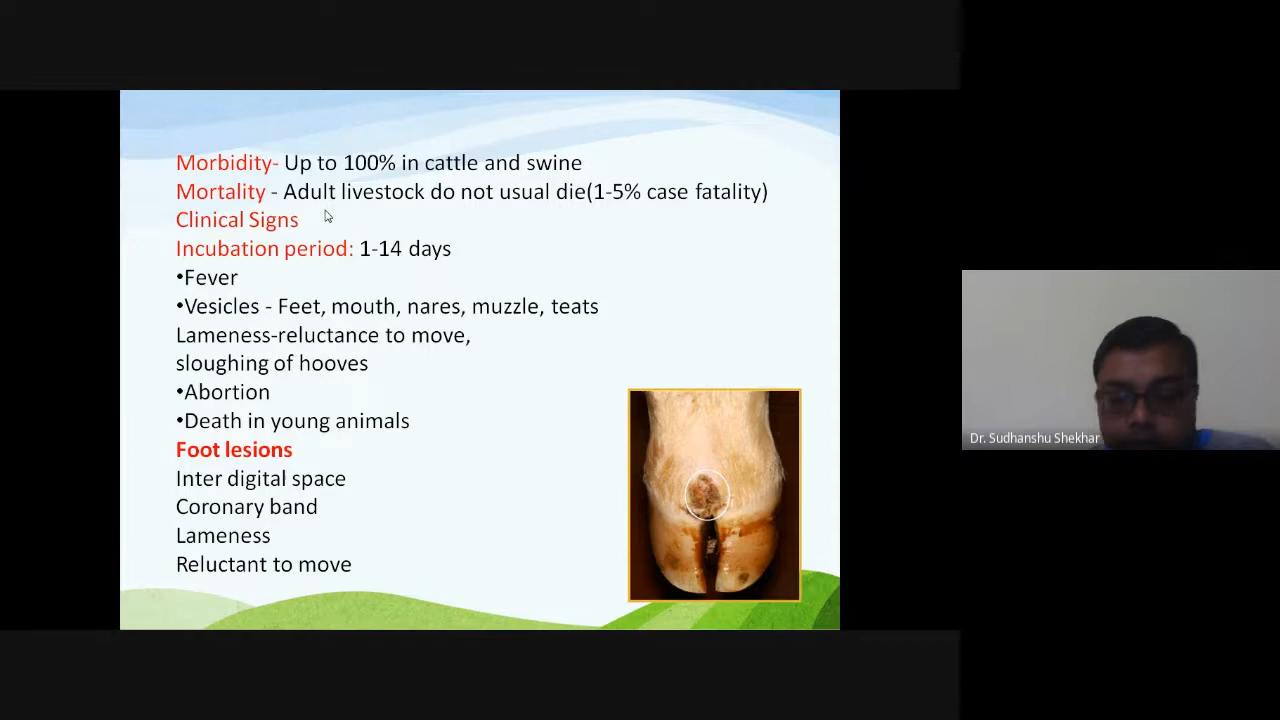 Morbidity- Up to 100% in cattle and swine
Mortality - Adult livestock do not usual die(1-5% case fatality)
Clinical Signs
Incubation period: 1-14 days
•Fever
•Vesicles - Feet, mouth, nares, muzzle, teats
Lameness-reluctance to move,
sloughing of hooves
•Abortion
•Death in young animals
Foot lesions
Inter digital space
Coronary band
Lameness
Reluctant to move
Dr. Sudhanshu Shekhar